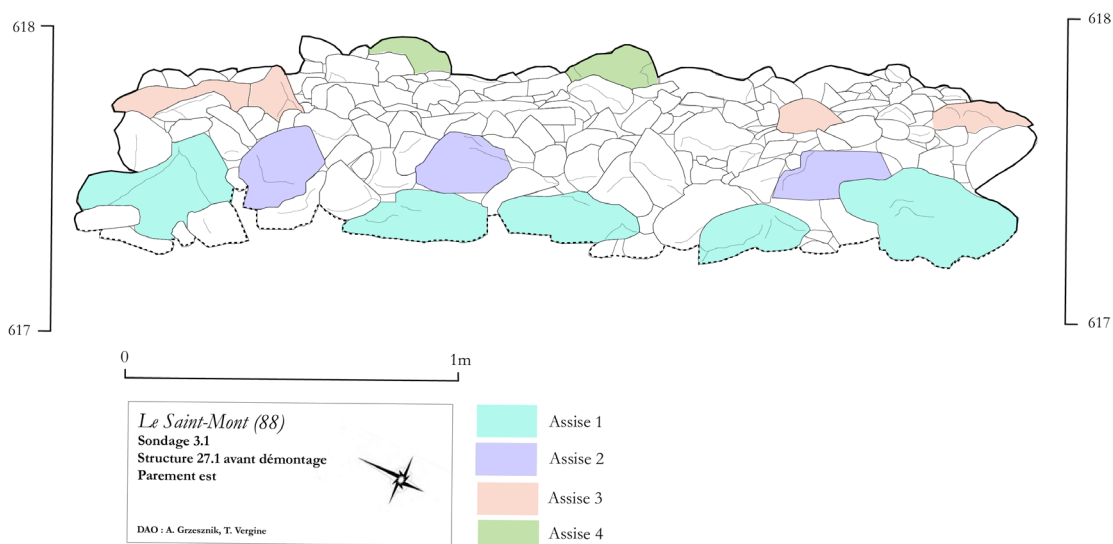 618
618
617
617
0
1m
Le Saint-Mont (88)
Sondage 3.1
Structure 27.1 avant démontage
Parement est
DAO : A. Grzesznik, T. Vergine
Assise 1
Assise 2
Assise 3
Assise 4